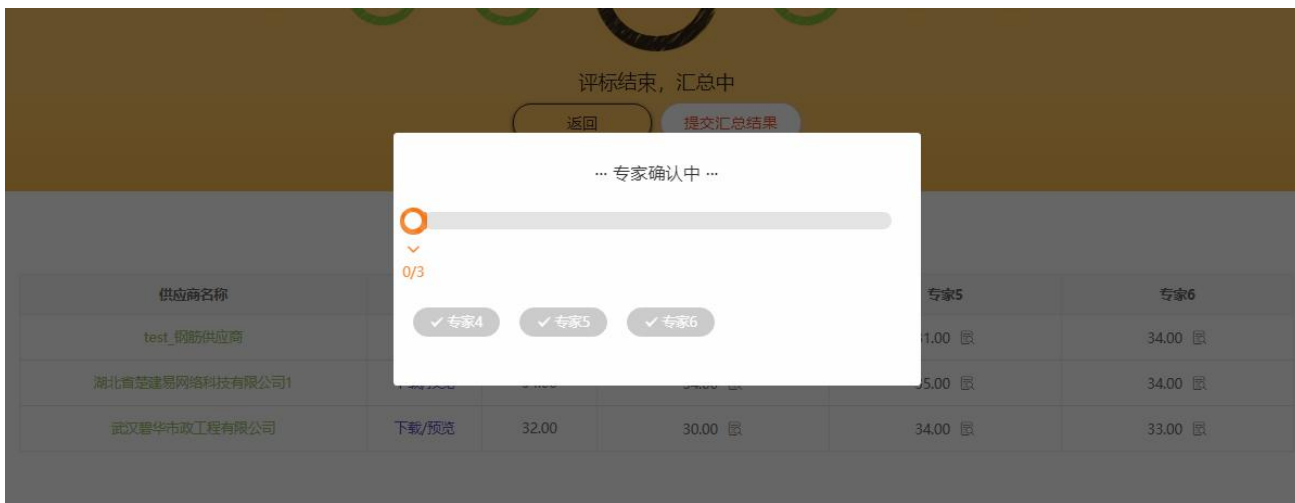 评标结束，汇总中
返回 提交汇总结果
··· 专家确认中 ···
0/3
供应商名称 专家5 专家6
专家4 专家5 专家6
test_钢筋供应商 1.00 34.00
湖北省楚建易网络科技有限公司1 5.00 34.00
武汉碧华市政工程有限公司 下载/预览 32.00 30.00 34.00 33.00